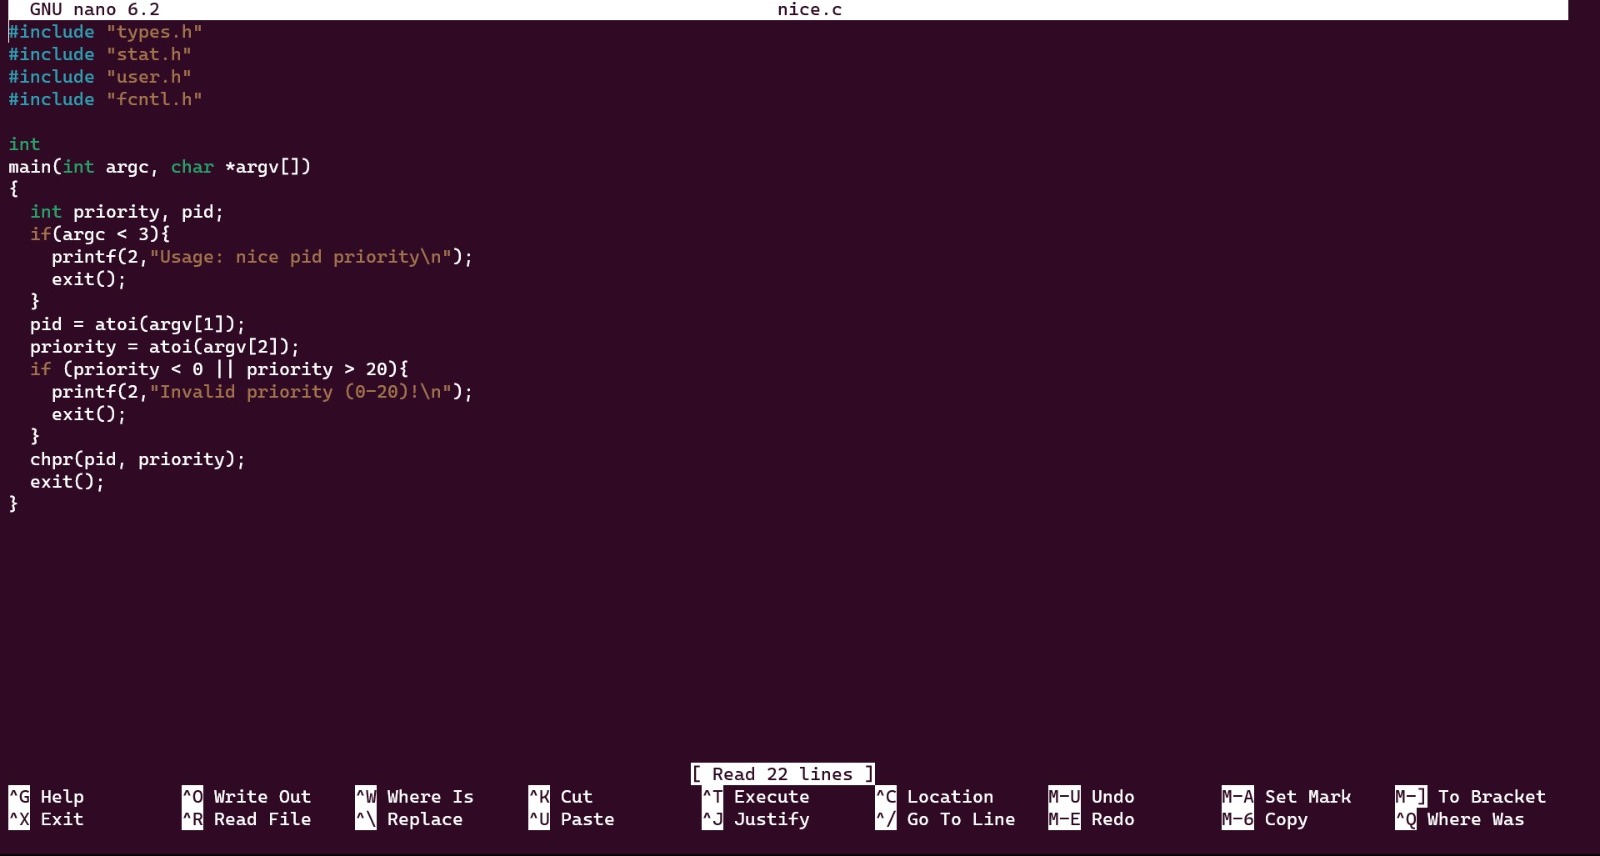 GNU nano 6.2 nice.c
#include "types.h"
#include "stat.h"
#include "user.h"
#include "fcntl.h"

int
main(int argc, char *argv[])
{
  int priority, pid;
  if(argc < 3){
    printf(2,"Usage: nice pid priority\n");
    exit();
  }
  pid = atoi(argv[1]);
  priority = atoi(argv[2]);
  if (priority < 0 || priority > 20){
    printf(2,"Invalid priority (0-20)!\n");
    exit();
  }
  chpr(pid, priority);
  exit();
}
[ Read 22 lines ]
^G Help ^O Write Out ^W Where Is ^K Cut ^T Execute ^C Location M-U Undo M-A Set Mark M-] To Bracket
^X Exit ^R Read File ^\ Replace ^U Paste ^J Justify ^/ Go To Line M-E Redo M-6 Copy ^Q Where Was